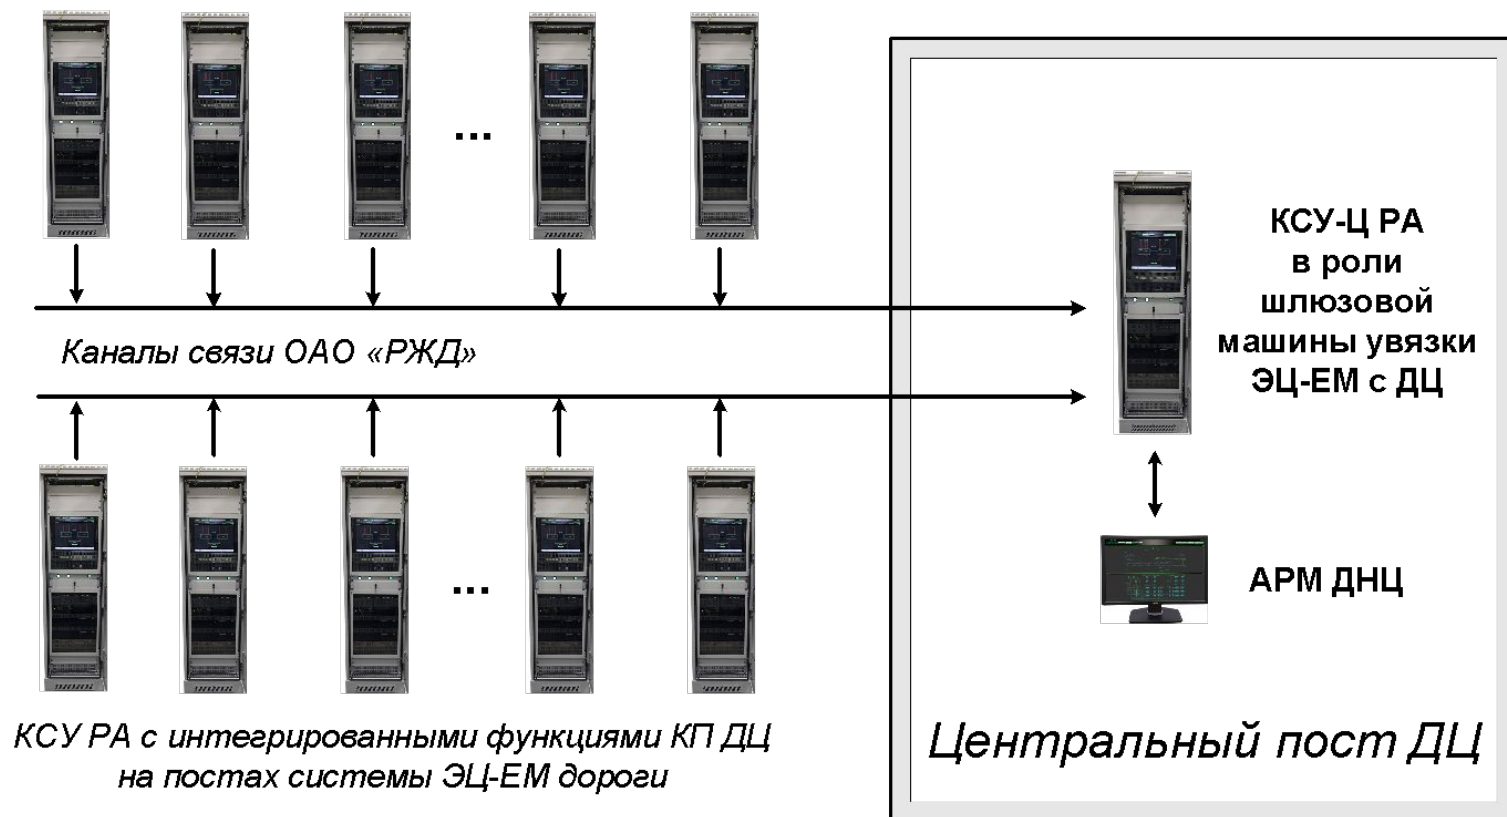 ...
КСУ-Ц РА
в роли
шлюзовой
машины увязки
ЭЦ-ЕМ с ДЦ
Каналы связи ОАО «РЖД»
...
АРМ ДНЦ
КСУ РА с интегрированными функциями КП ДЦ
на постах системы ЭЦ-ЕМ дороги
Центральный пост ДЦ